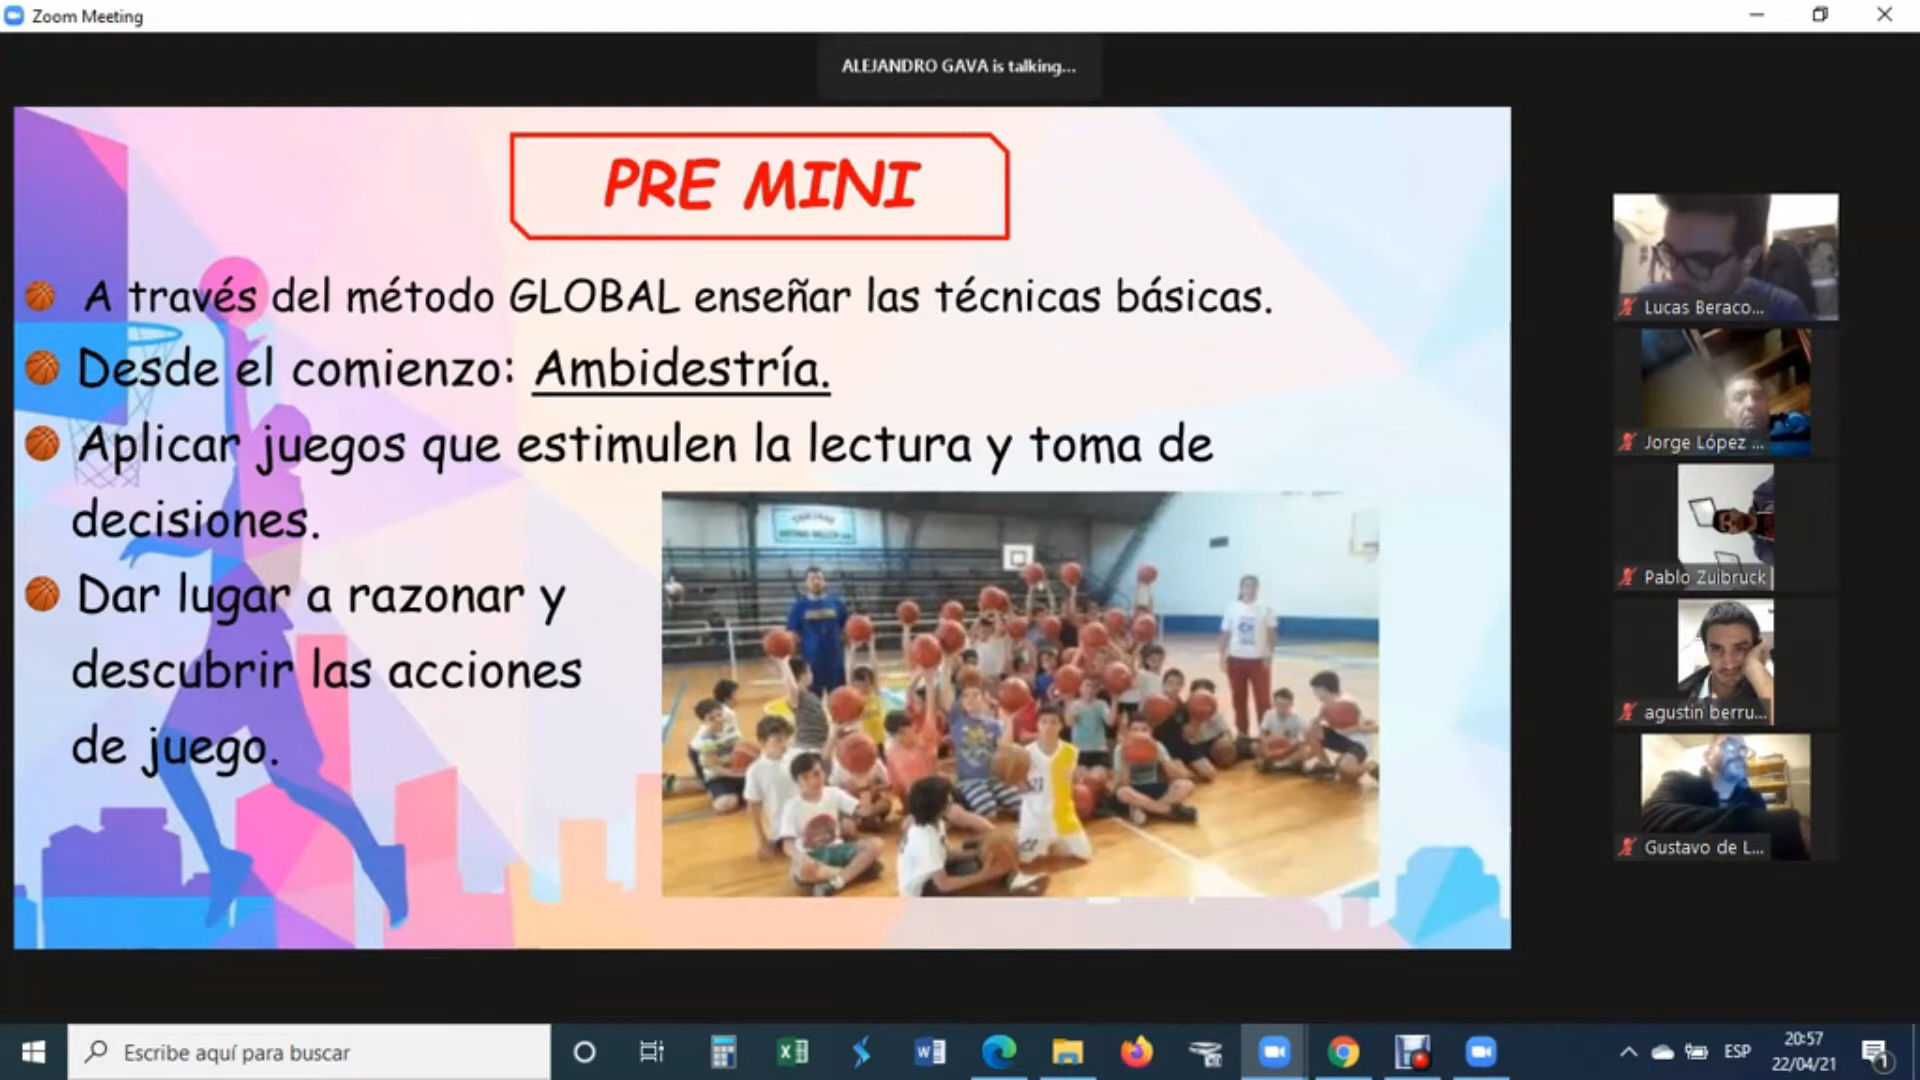 Zoom Meeting
ALEJANDRO GAVA is talking...
PRE MINI
A través del método GLOBAL enseñar las técnicas básicas.
Desde el comienzo: Ambidestría.
Aplicar juegos que estimulen la lectura y toma de
decisiones.
Dar lugar a razonar y
descubrir las acciones
de juego.
Lucas Beraco...
Jorge López ...
Pablo Zuibruck
agustin berru...
Gustavo de L...
Escribe aquí para buscar
ESP
20:57
22/04/21
1